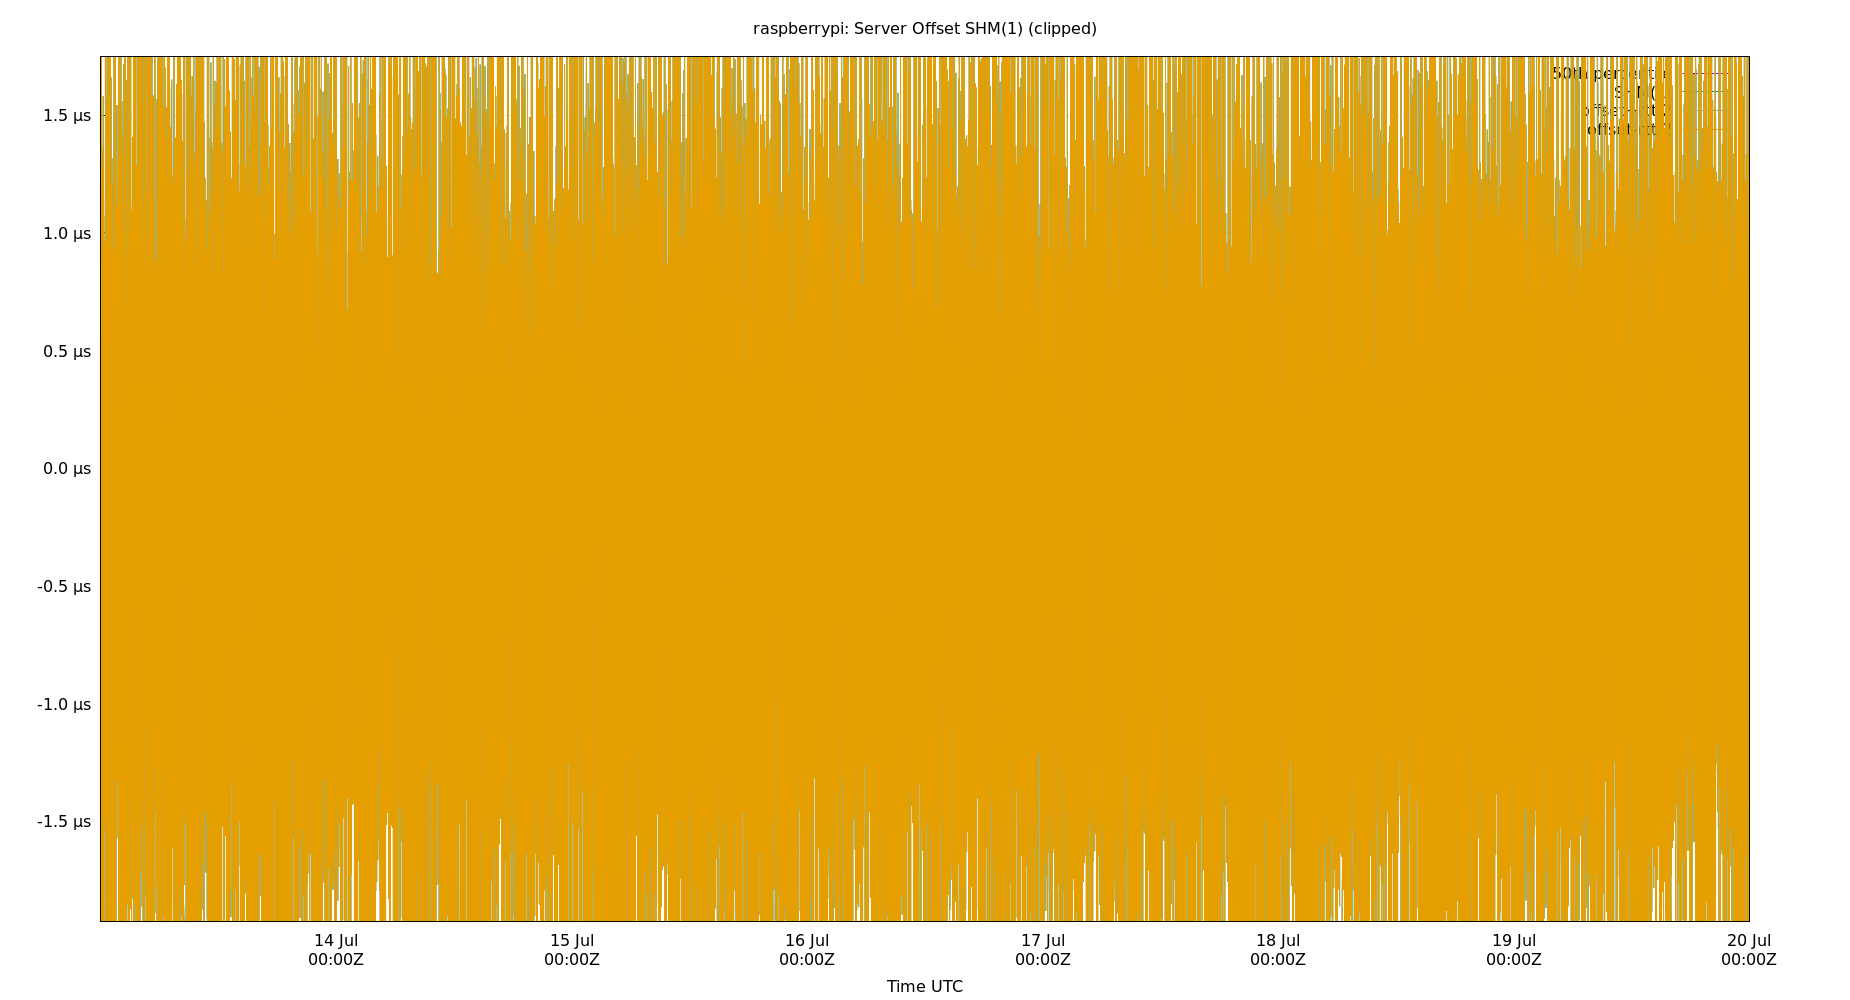 raspberrypi: Server Offset SHM(1) (clipped)
1.5 µs
1.0 µs
0.5 µs
0.0 µs
-0.5 µs
-1.0 µs
-1.5 µs
50th
14 Jul 15 Jul 16 Jul 17 Jul 18 Jul 19 Jul 20 Jul
00:00Z 00:00Z 00:00Z 00:00Z 00:00Z 00:00Z 00:00Z
Time UTC